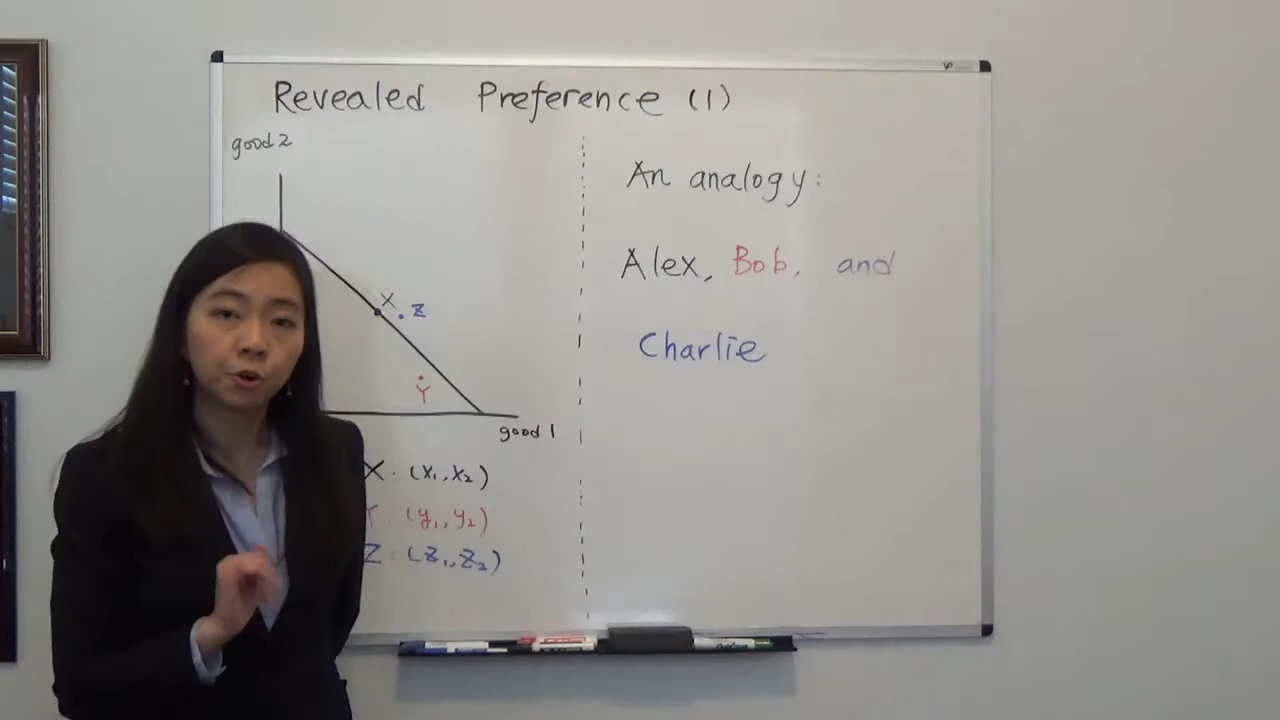 Revealed Preference (1)
good 2
X
Z
Y
good 1
X · (x₁, x₂)
Y · (y₁, y₂)
Z · (z₁, z₂)
An analogy:
Alex, Bob, and
Charlie